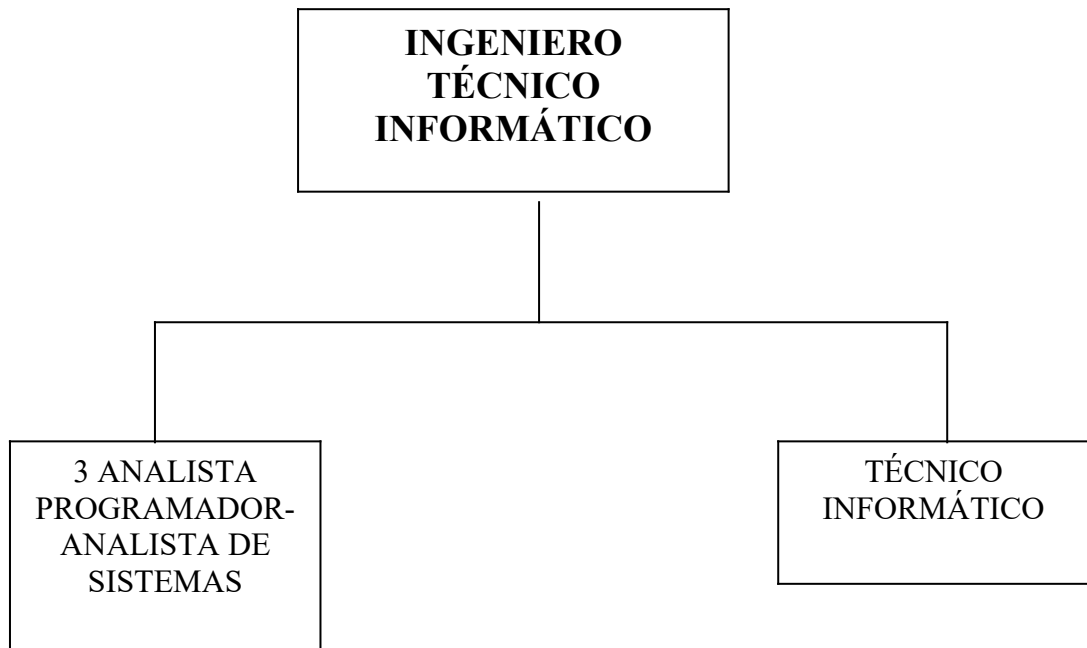 INGENIERO
TÉCNICO
INFORMÁTICO
3 ANALISTA
PROGRAMADOR-
ANALISTA DE
SISTEMAS
TÉCNICO
INFORMÁTICO